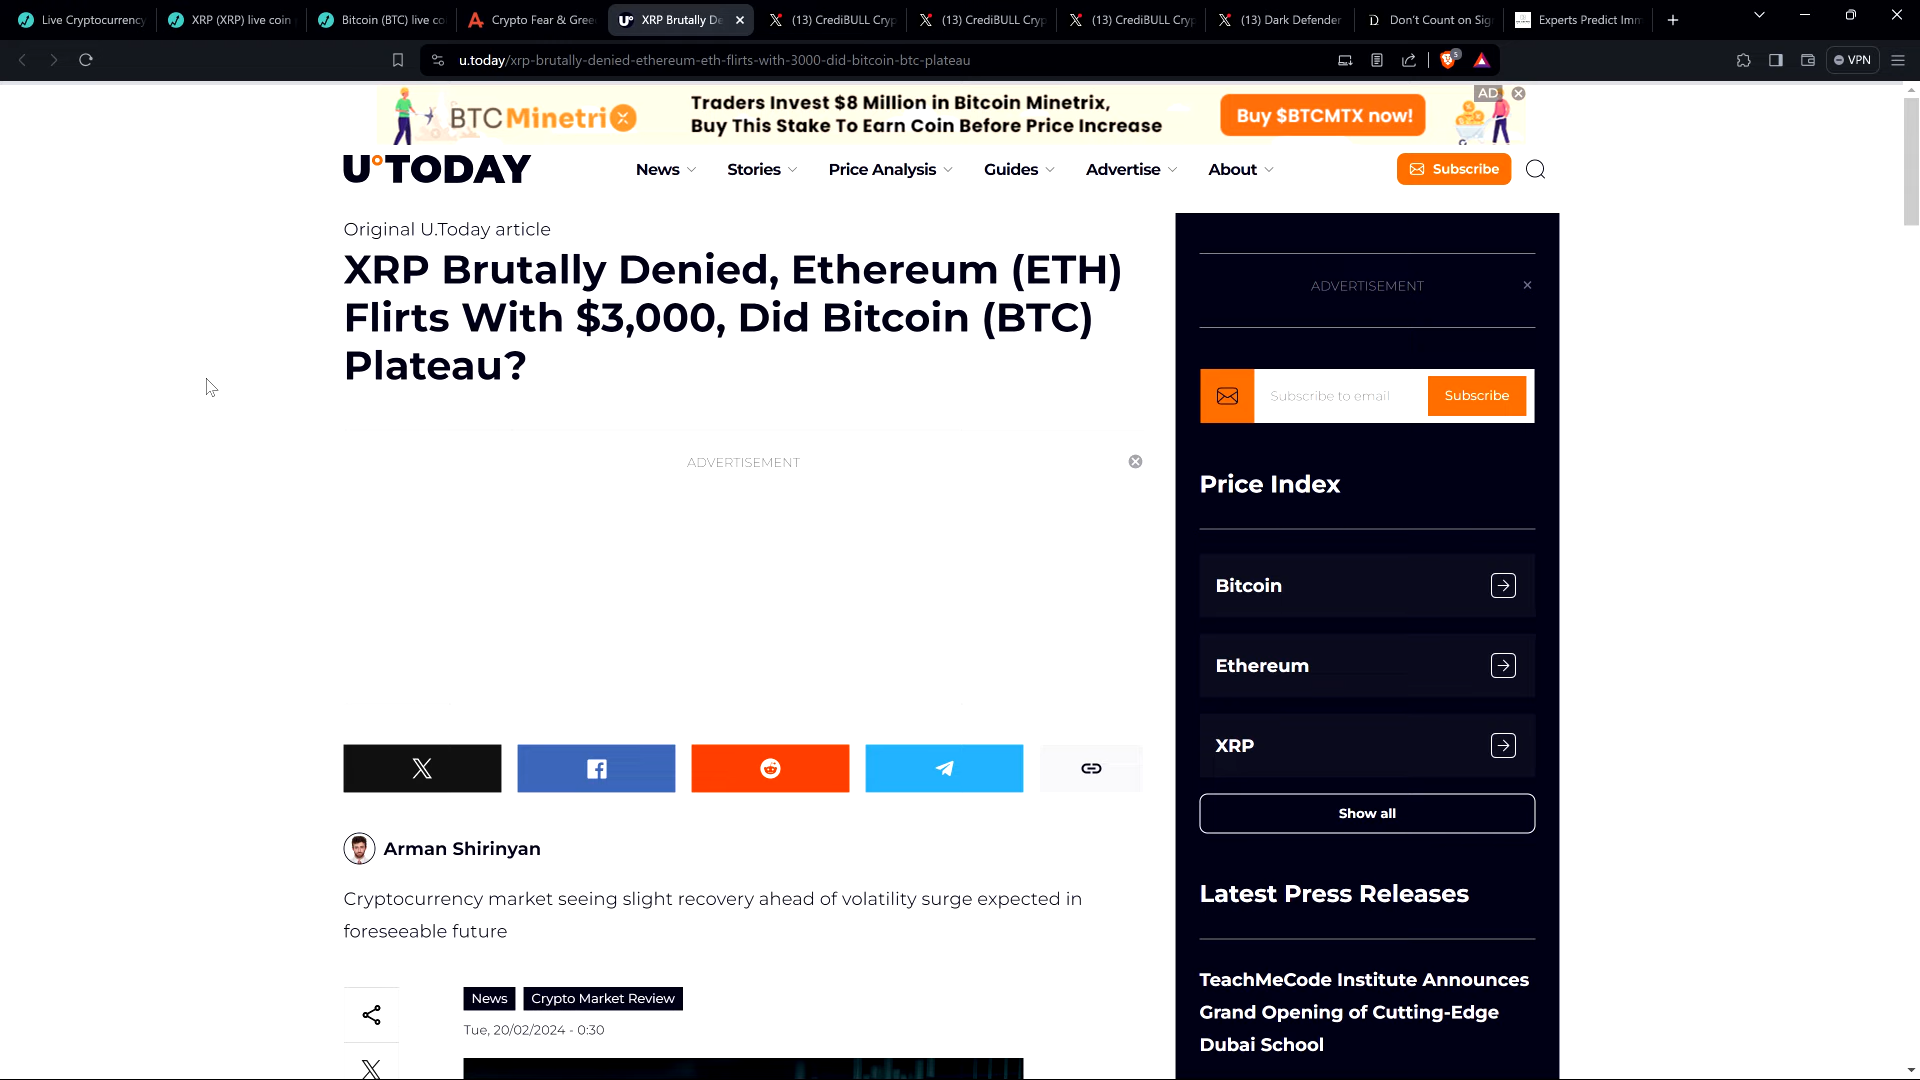 Live Cryptocurrency
XRP (XRP) live coin
Bitcoin (BTC) live co
Crypto Fear & Gree
XRP Brutally De
(13) CrediBULL Cryp
(13) CrediBULL Cryp
(13) CrediBULL Cryp
(13) Dark Defender
Don't Count on Sig
Experts Predict Imm
u.today/xrp-brutally-denied-ethereum-eth-flirts-with-3000-did-bitcoin-btc-plateau
5
VPN
BTC Minetrix
Traders Invest $8 Million in Bitcoin Minetrix,
Buy This Stake To Earn Coin Before Price Increase
Buy $BTCMTX now!
AD
U°TODAY
News
Stories
Price Analysis
Guides
Advertise
About
Subscribe
Original U.Today article
XRP Brutally Denied, Ethereum (ETH)
Flirts With $3,000, Did Bitcoin (BTC)
Plateau?
ADVERTISEMENT
Arman Shirinyan
Cryptocurrency market seeing slight recovery ahead of volatility surge expected in
foreseeable future
News
Crypto Market Review
Tue, 20/02/2024 - 0:30
ADVERTISEMENT
Subscribe to email
Subscribe
Price Index
Bitcoin
Ethereum
XRP
Show all
Latest Press Releases
TeachMeCode Institute Announces
Grand Opening of Cutting-Edge
Dubai School